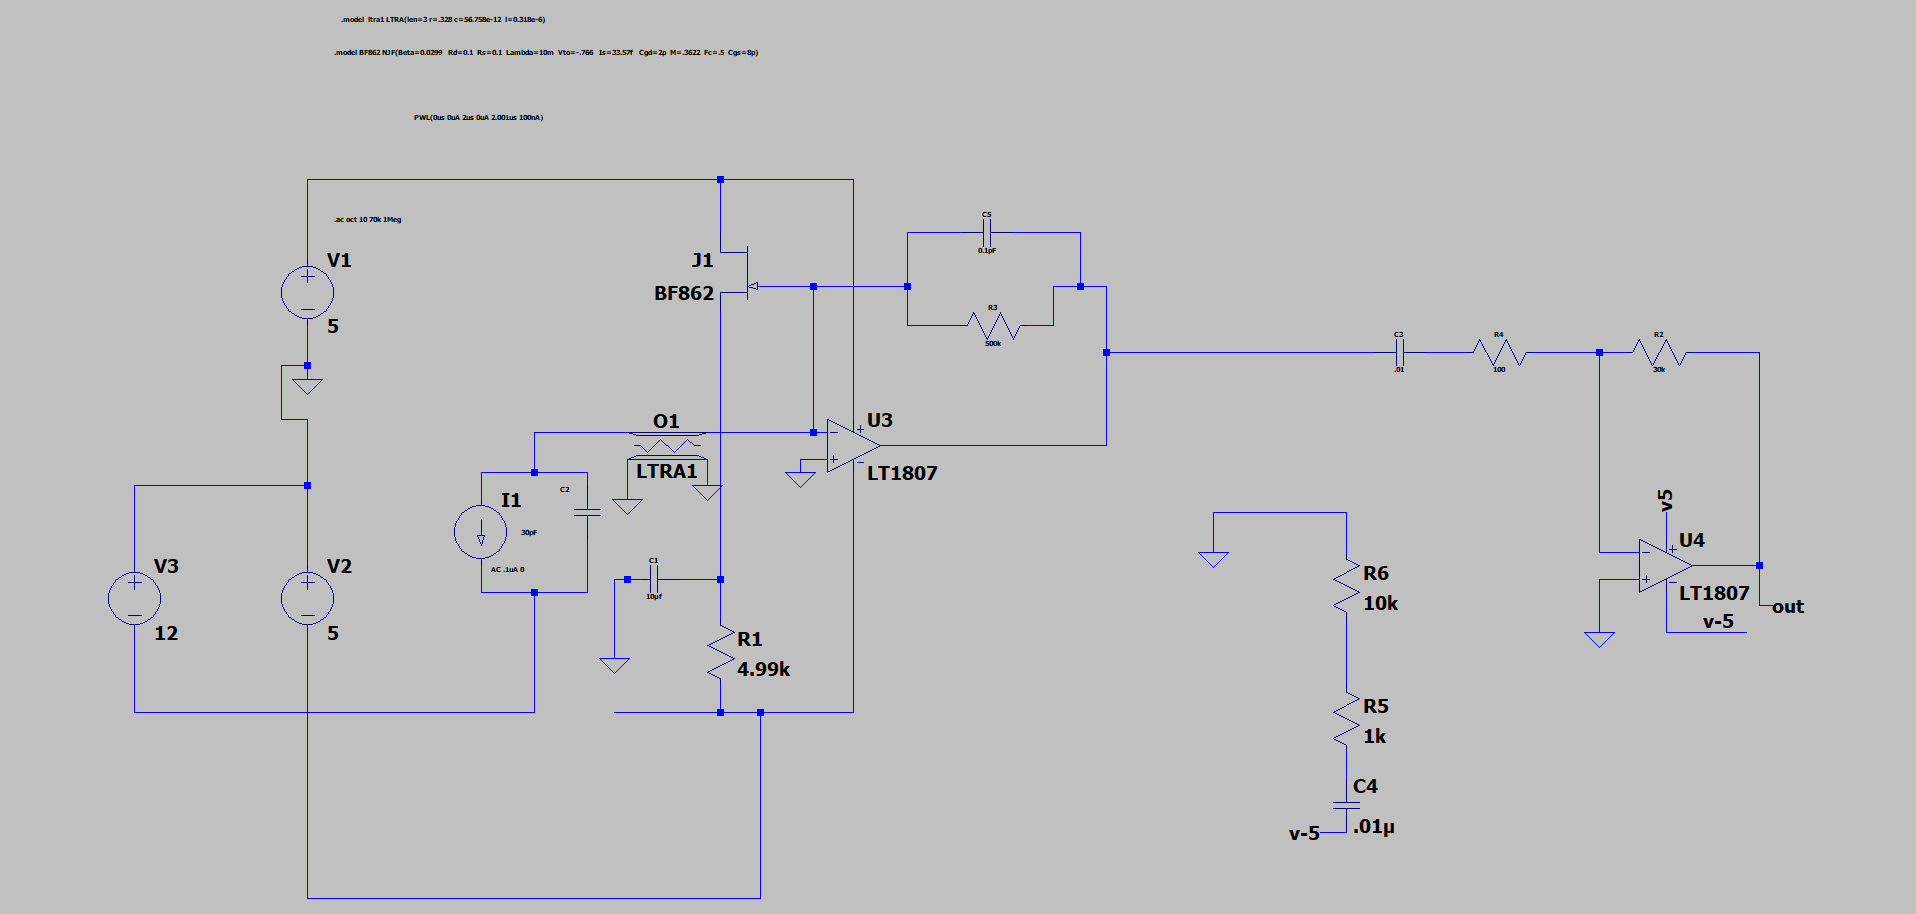 .model ltra1 LTRA(len=3 r=.328 c=56.758e-12 l=0.318e-6)
.model BF862 NJF(Beta=0.0299 Rd=0.1 Rs=0.1 Lambda=10m Vto=-.766 Is=33.57f Cgd=2p M=.3622 Fc=.5 Cgs=8p)
PWL(0us 0uA 2us 0uA 2.001us 100nA)
.ac oct 10 70k 1Meg
V1
5
J1
BF862
C5
0.1pF
R3
500k
C3
.01
R4
100
R2
30k
O1
LTRA1
U3
LT1807
I1
AC .1uA 0
C2
30pF
V3
12
V2
5
C1
10µf
R1
4.99k
R6
10k
R5
1k
C4
.01µ
v-5
v5
U4
LT1807
v-5
out